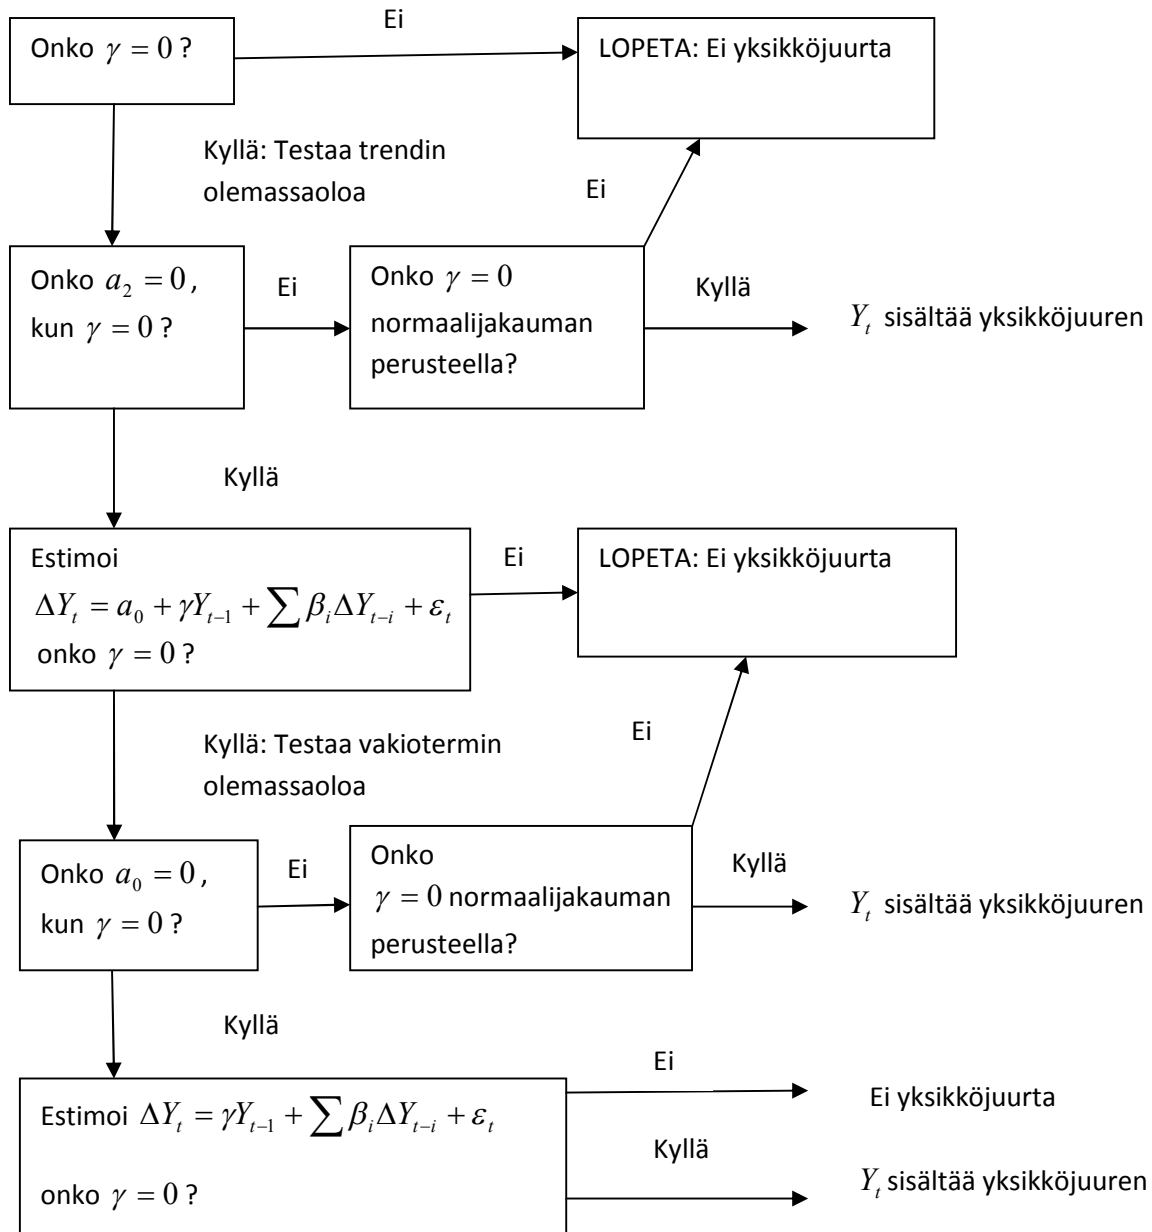 Ei
Onko γ = 0 ?
LOPETA: Ei yksikköjuurta
Kyllä: Testaa trendin
olemassaoloa
Ei
Onko a₂ = 0 ,
kun γ = 0 ?
Ei
Onko γ = 0
normaalijakauman
perusteella?
Kyllä
Yₜ sisältää yksikköjuuren
Kyllä
Estimoi
ΔYₜ = a₀ + γYₜ₋₁ + ∑ βᵢΔYₜ₋ᵢ + εₜ
onko γ = 0 ?
Ei
LOPETA: Ei yksikköjuurta
Kyllä: Testaa vakiotermin
olemassaoloa
Ei
Onko a₀ = 0 ,
kun γ = 0 ?
Ei
Onko
γ = 0 normaalijakauman
perusteella?
Kyllä
Yₜ sisältää yksikköjuuren
Kyllä
Estimoi ΔYₜ = γYₜ₋₁ + ∑ βᵢΔYₜ₋ᵢ + εₜ
onko γ = 0 ?
Ei
Ei yksikköjuurta
Kyllä
Yₜ sisältää yksikköjuuren